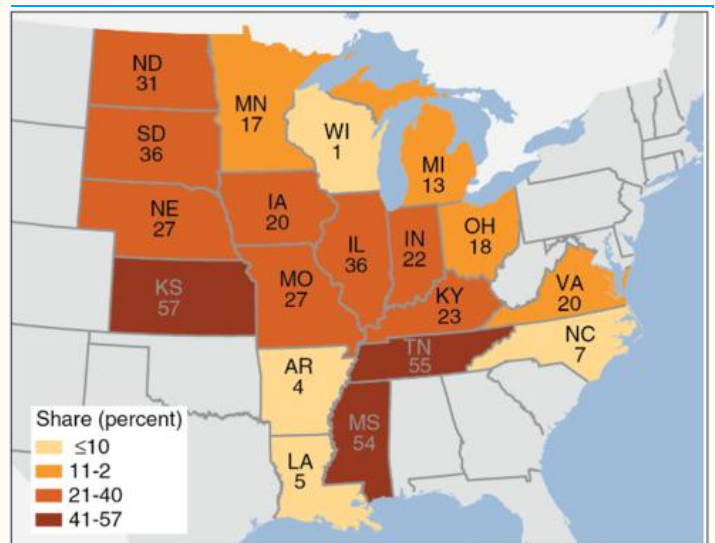 ND
31
MN
17
WI
1
SD
36
MI
13
NE
27
IA
20
IL
36
IN
22
OH
18
KS
57
MO
27
KY
23
VA
20
TN
55
NC
7
AR
4
MS
54
LA
5
Share (percent)
≤10
11-2
21-40
41-57